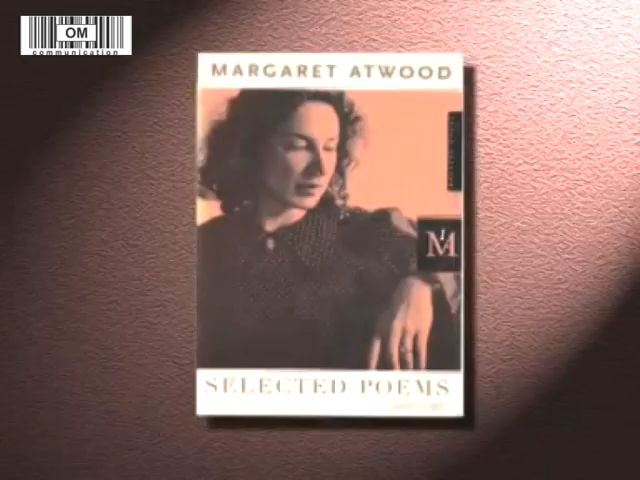 OM
communication
MARGARET ATWOOD
M
SELECTED POEMS